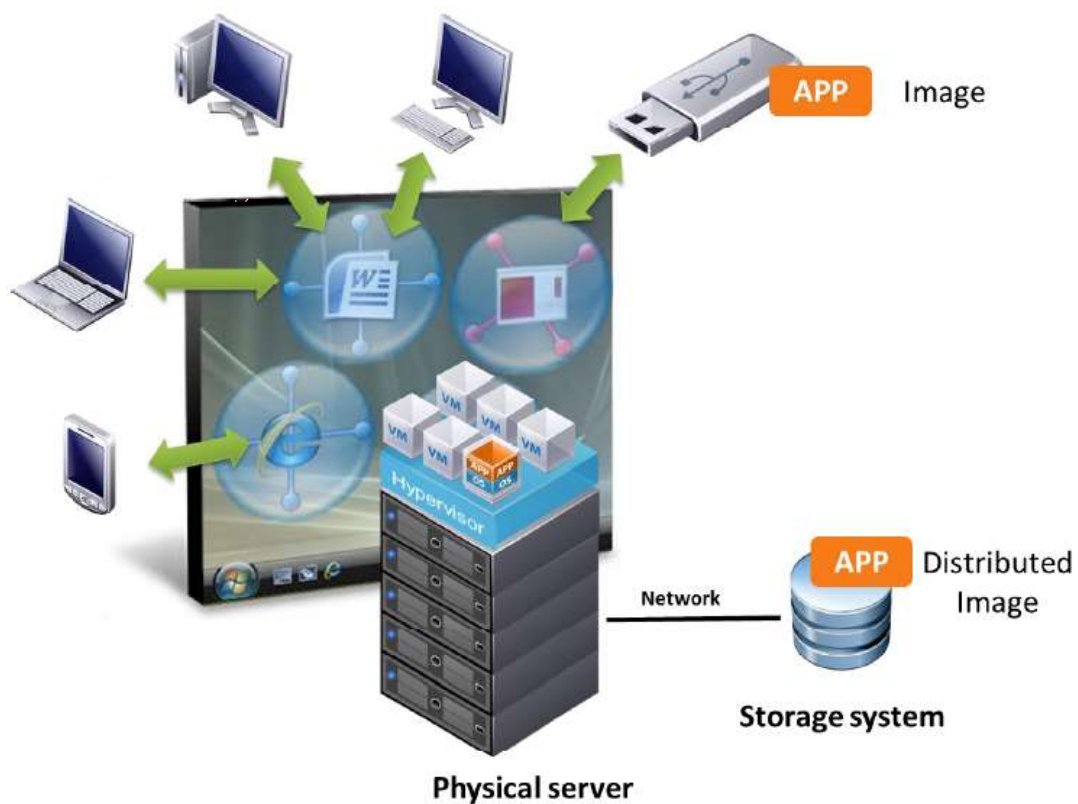 APP
Image
W
VM
VM
VM
VM
VM
VM
APP APP
OS OS
Hypervisor
Network
APP
Distributed
Image
Storage system
Physical server